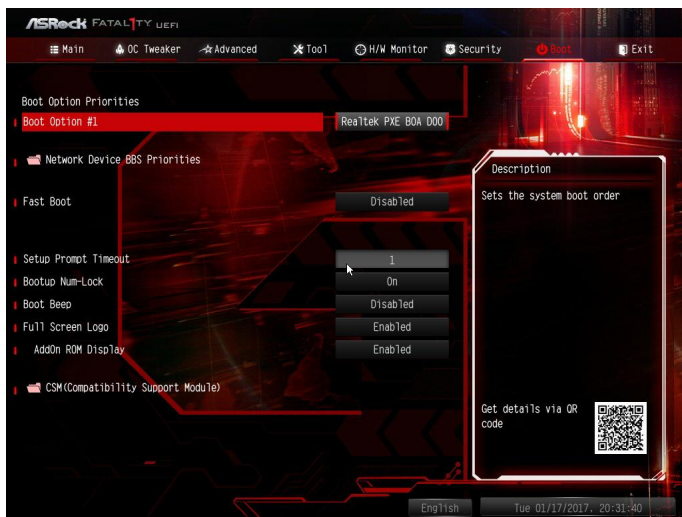 ASRock FATAL1TY UEFI
Main OC Tweaker Advanced Tool H/W Monitor Security Boot Exit
Boot Option Priorities
Boot Option #1 Realtek PXE B0A D00
Network Device BBS Priorities
Fast Boot Disabled
Setup Prompt Timeout 1
Bootup Num-Lock On
Boot Beep Disabled
Full Screen Logo Enabled
AddOn ROM Display Enabled
CSM(Compatibility Support Module)
Description
Sets the system boot order
Get details via QR
code
English Tue 01/17/2017. 20:31:40